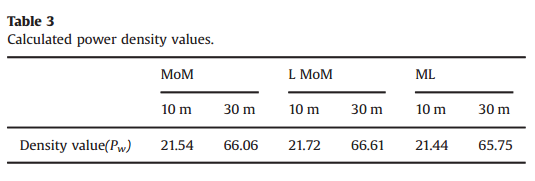 Table 3
Calculated power density values.
MoM L MoM ML
10 m 30 m 10 m 30 m 10 m 30 m
Density value(Pw) 21.54 66.06 21.72 66.61 21.44 65.75